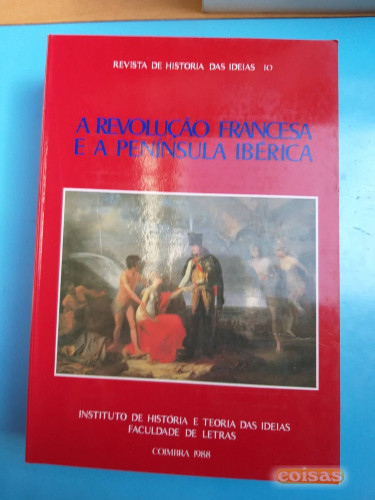 REVISTA DE HISTORIA DAS IDEIAS 10
A REVOLUÇÃO FRANCESA
E A PENÍNSULA IBÉRICA
INSTITUTO DE HISTÓRIA E TEORIA DAS IDEIAS
FACULDADE DE LETRAS
COIMBRA 1988
coisas